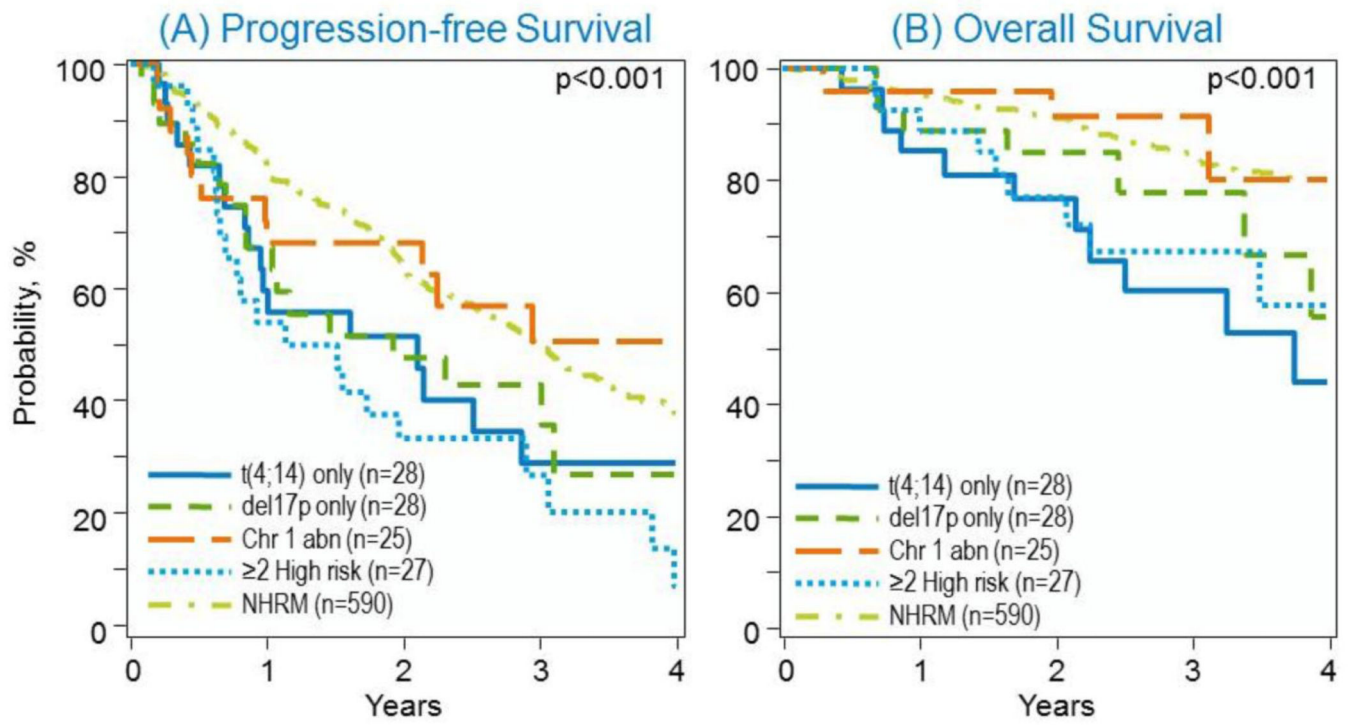 (A) Progression-free Survival
p<0.001
Probability, %
100
80
60
40
20
0
t(4;14) only (n=28)
del17p only (n=28)
Chr 1 abn (n=25)
≥2 High risk (n=27)
NHRM (n=590)
0 1 2 3 4
Years
(B) Overall Survival
p<0.001
100
80
60
40
20
0
t(4;14) only (n=28)
del17p only (n=28)
Chr 1 abn (n=25)
≥2 High risk (n=27)
NHRM (n=590)
0 1 2 3 4
Years